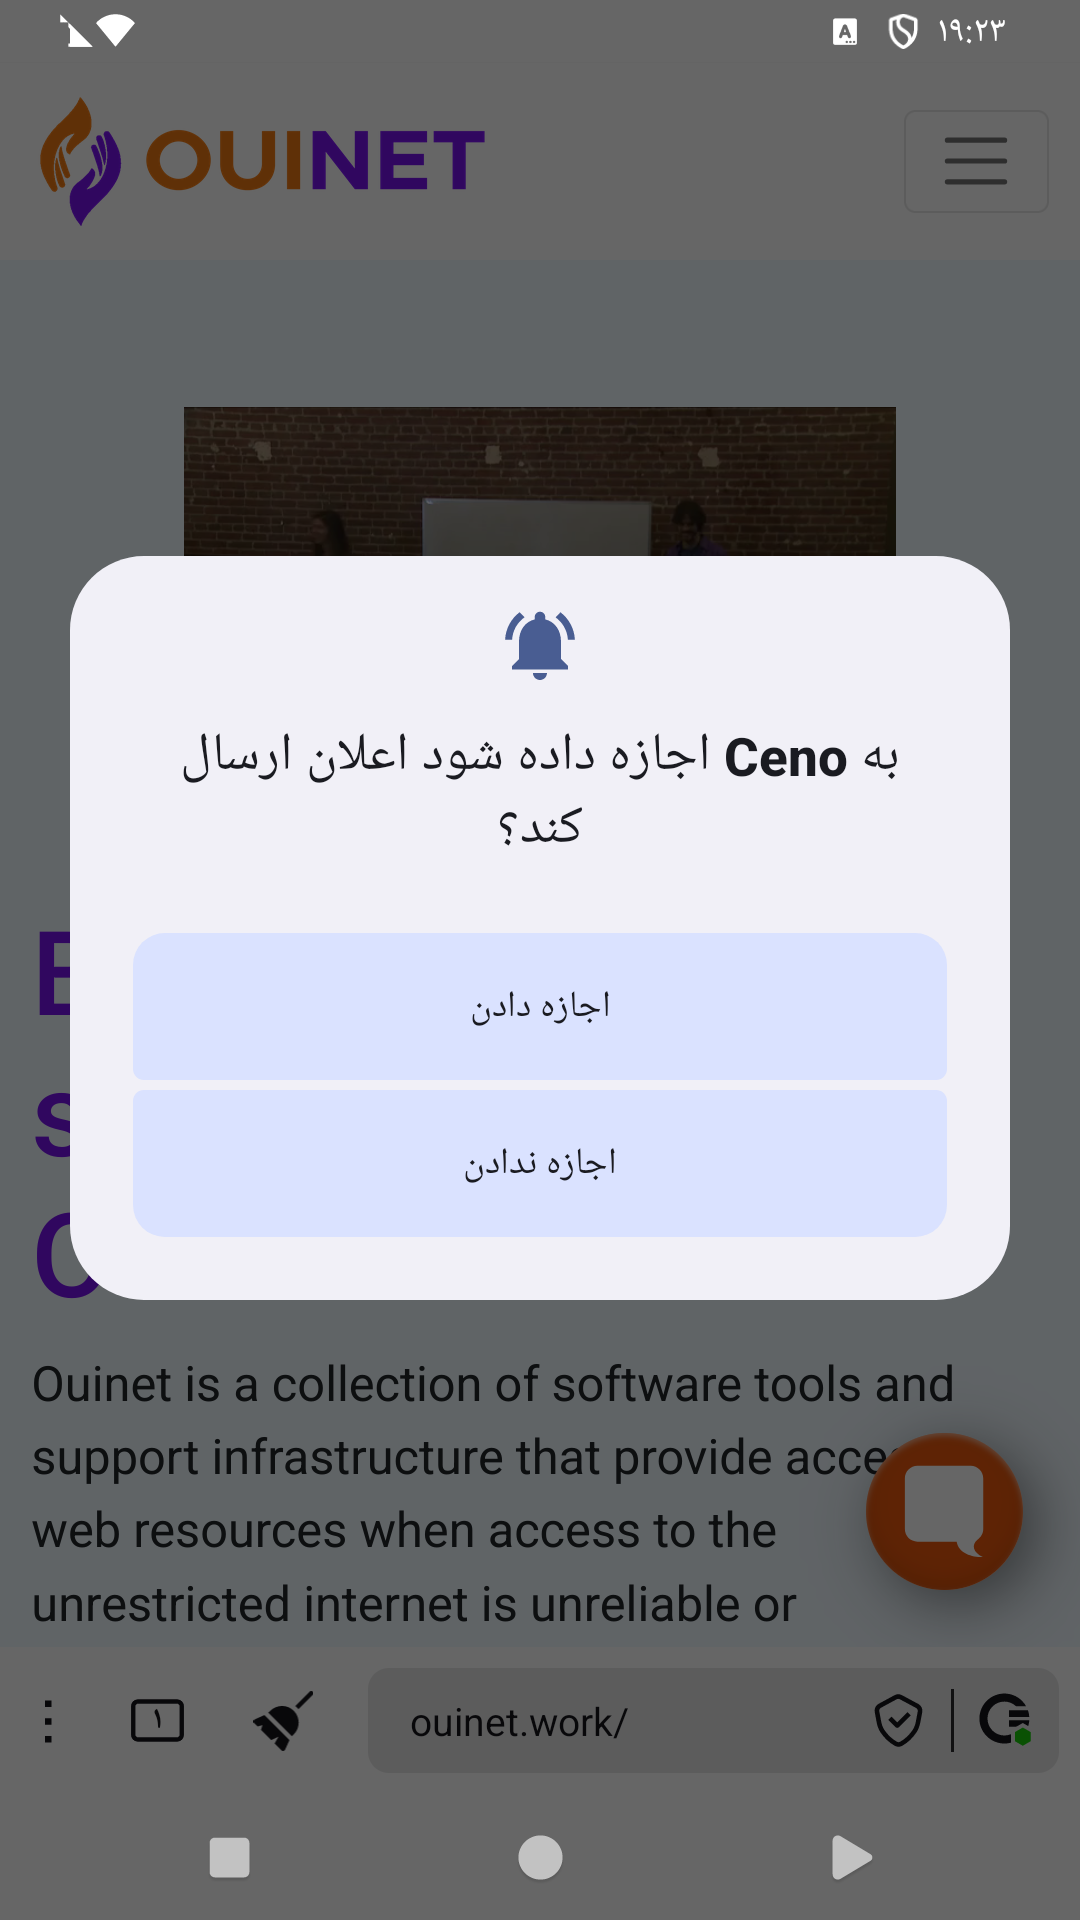 ۱۹:۲۳
OUINET
به Ceno اجازه داده شود اعلان ارسال
کند؟
اجازه دادن
اجازه ندادن
Ouinet is a collection of software tools and
support infrastructure that provide acce
web resources when access to the
unrestricted internet is unreliable or
۱
ouinet.work/